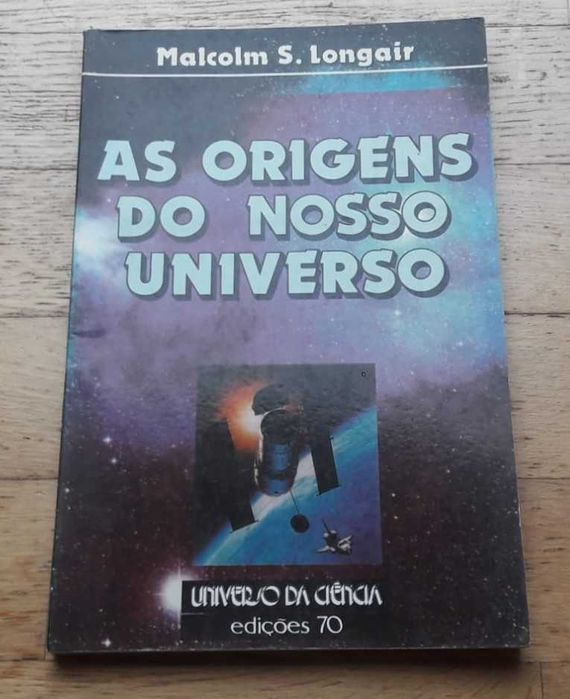 Malcolm S. Longair
AS ORIGENS
DO NOSSO
UNIVERSO
UNIVERSO DA CIÊNCIA
edições 70